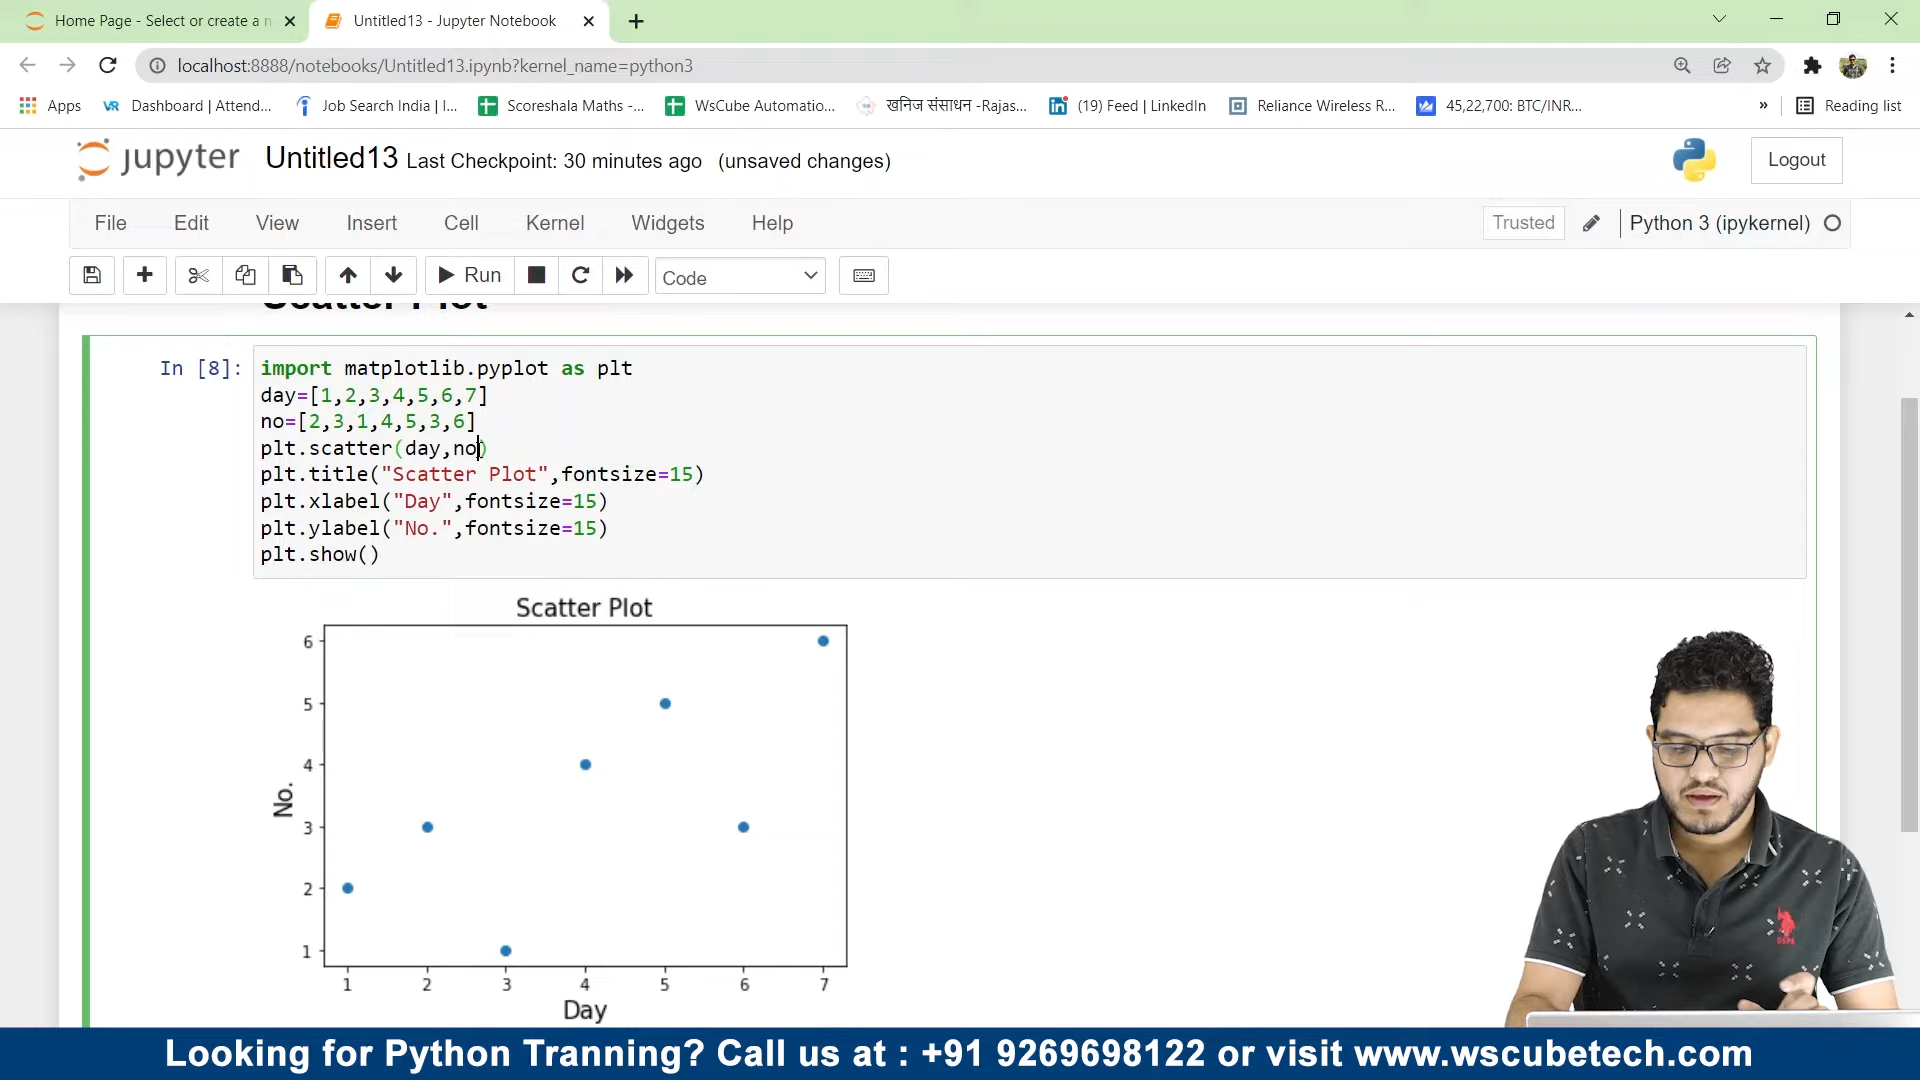 Home Page - Select or create a n
Untitled13 - Jupyter Notebook
localhost:8888/notebooks/Untitled13.ipynb?kernel_name=python3
Apps
Dashboard | Attend...
Job Search India | I...
Scoreshala Maths -...
WsCube Automatio...
खनिज संसाधन -Rajas...
(19) Feed | LinkedIn
Reliance Wireless R...
45,22,700: BTC/INR...
»
Reading list
jupyter Untitled13 Last Checkpoint: 30 minutes ago (unsaved changes)
Logout
File Edit View Insert Cell Kernel Widgets Help
Trusted
Python 3 (ipykernel)
Run
Code
Scatter Plot
In [8]:
import matplotlib.pyplot as plt
day=[1,2,3,4,5,6,7]
no=[2,3,1,4,5,3,6]
plt.scatter(day,no)
plt.title("Scatter Plot",fontsize=15)
plt.xlabel("Day",fontsize=15)
plt.ylabel("No.",fontsize=15)
plt.show()
Scatter Plot
6
5
4
3
2
1
No.
1 2 3 4 5 6 7
Day
USPA
Looking for Python Tranning? Call us at : +91 9269698122 or visit www.wscubetech.com